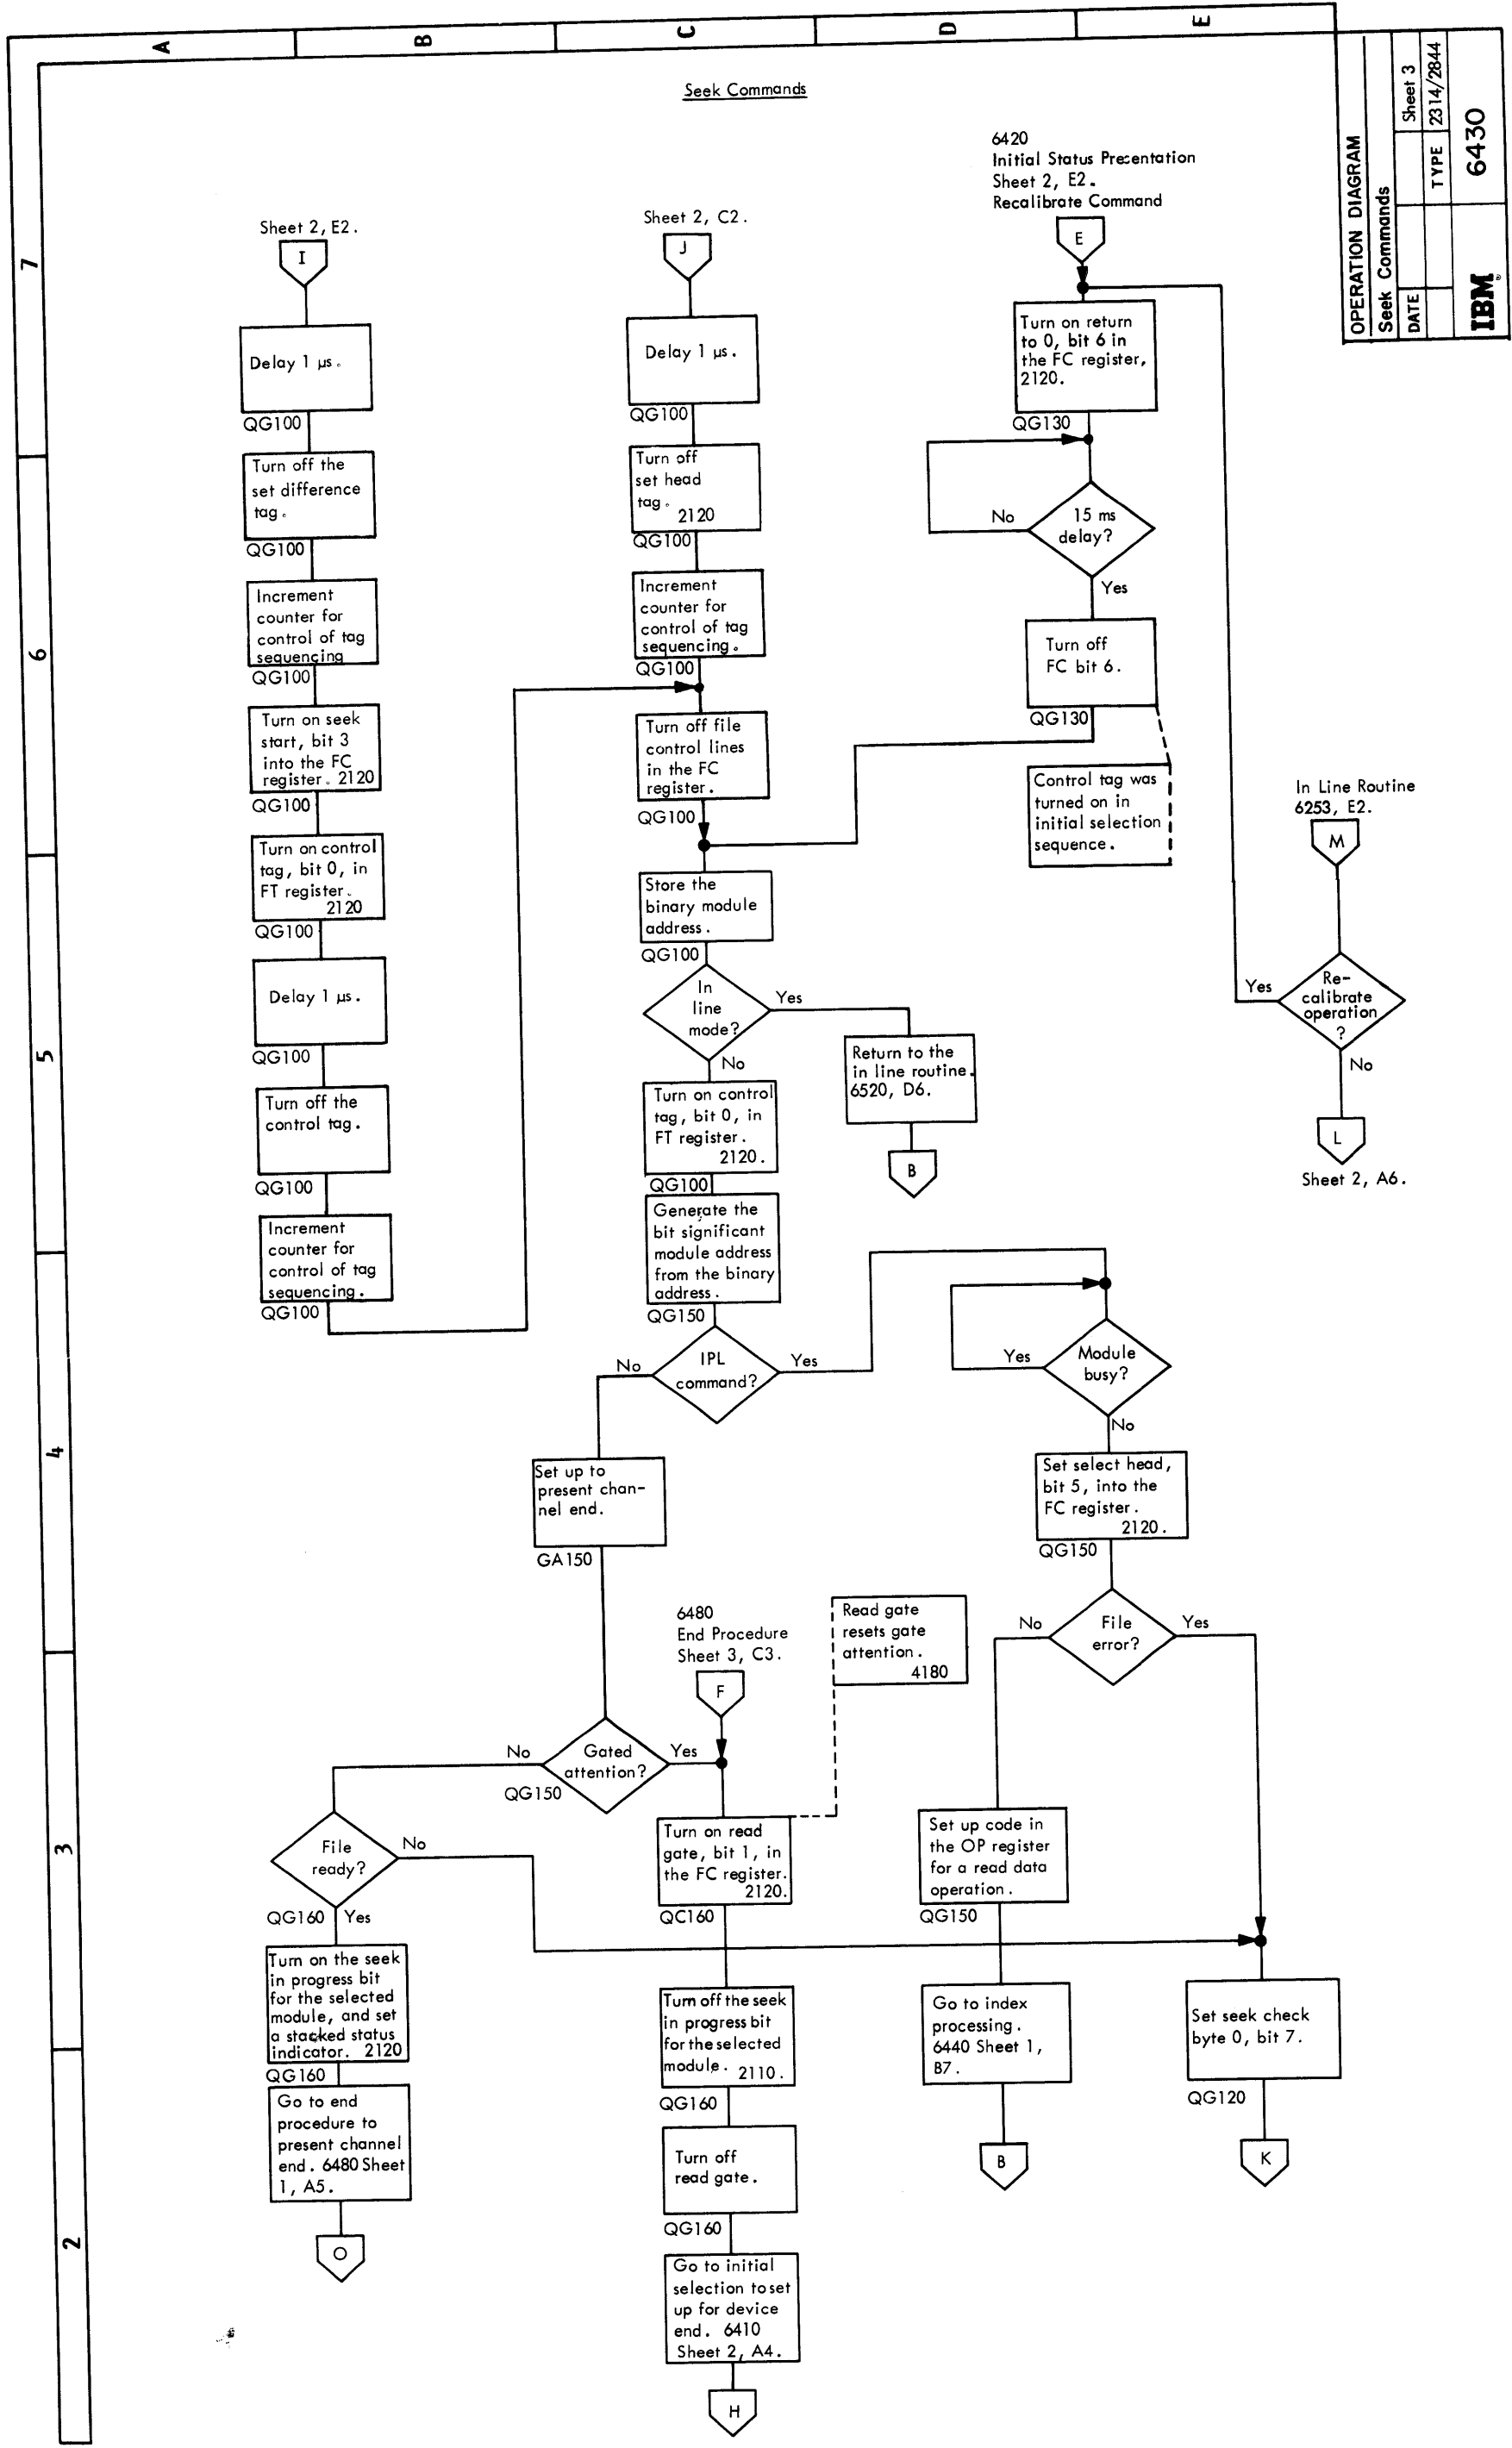 A
B
C
D
E
7
6
5
4
3
2
OPERATION DIAGRAM
Seek Commands
DATE
Sheet 3
TYPE
2314/2844
IBM®
6430
Seek Commands
Sheet 2, E2.
I
Delay 1 µs.
QG100
Turn off the
set difference
tag.
QG100
Increment
counter for
control of tag
sequencing
QG100
Turn on seek
start, bit 3
into the FC
register. 2120
QG100
Turn on control
tag, bit 0, in
FT register.
2120
QG100
Delay 1 µs.
QG100
Turn off the
control tag.
QG100
Increment
counter for
control of tag
sequencing.
QG100
Sheet 2, C2.
J
Delay 1 µs.
QG100
Turn off
set head
tag.
2120
QG100
Increment
counter for
control of tag
sequencing.
QG100
Turn off file
control lines
in the FC
register.
QG100
Store the
binary module
address.
QG100
In
line
mode?
Yes
No
Return to the
in line routine.
6520, D6.
B
Turn on control
tag, bit 0, in
FT register.
2120.
QG100
Generate the
bit significant
module address
from the binary
address.
QG150
IPL
command?
No
Yes
6420
Initial Status Presentation
Sheet 2, E2.
Recalibrate Command
E
Turn on return
to 0, bit 6 in
the FC register,
2120.
QG130
No
15 ms
delay?
Yes
Turn off
FC bit 6.
QG130
Control tag was
turned on in
initial selection
sequence.
In Line Routine
6253, E2.
M
Yes
Re-
calibrate
operation
?
No
L
Sheet 2, A6.
Yes
Module
busy?
No
Set select head,
bit 5, into the
FC register.
2120.
QG150
No
File
error?
Yes
Set up to
present chan-
nel end.
GA150
6480
End Procedure
Sheet 3, C3.
F
Read gate
resets gate
attention.
4180
No
Gated
attention?
Yes
QG150
File
ready?
No
QG160
Yes
Turn on the seek
in progress bit
for the selected
module, and set
a stacked status
indicator. 2120
QG160
Go to end
procedure to
present channel
end. 6480 Sheet
1, A5.
O
Turn on read
gate, bit 1, in
the FC register.
2120.
QC160
Turn off the seek
in progress bit
for the selected
module. 2110.
QG160
Turn off
read gate.
QG160
Go to initial
selection to set
up for device
end. 6410
Sheet 2, A4.
H
Set up code in
the OP register
for a read data
operation.
QG150
Go to index
processing.
6440 Sheet 1,
B7.
B
Set seek check
byte 0, bit 7.
QG120
K